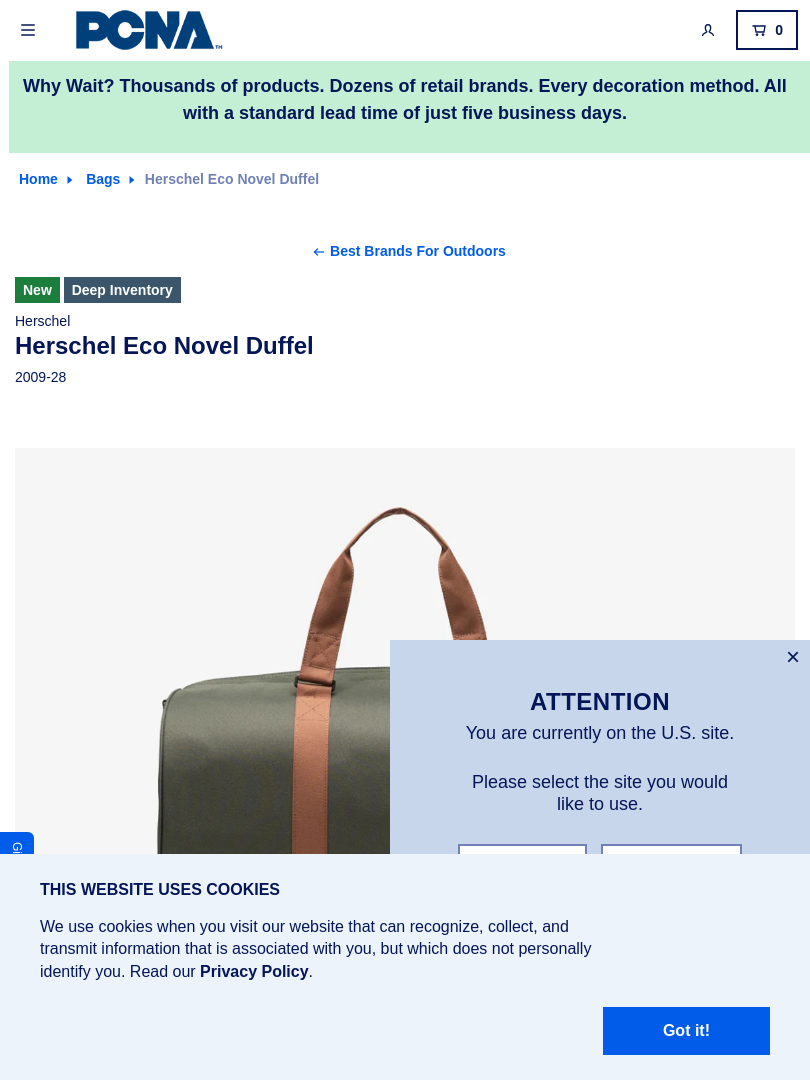 PCNA™
0
Why Wait? Thousands of products. Dozens of retail brands. Every decoration method. All
with a standard lead time of just five business days.
Home Bags Herschel Eco Novel Duffel
← Best Brands For Outdoors
New Deep Inventory
Herschel
Herschel Eco Novel Duffel
2009-28
ATTENTION
You are currently on the U.S. site.
Please select the site you would
like to use.
THIS WEBSITE USES COOKIES
We use cookies when you visit our website that can recognize, collect, and
transmit information that is associated with you, but which does not personally
identify you. Read our Privacy Policy.
Got it!